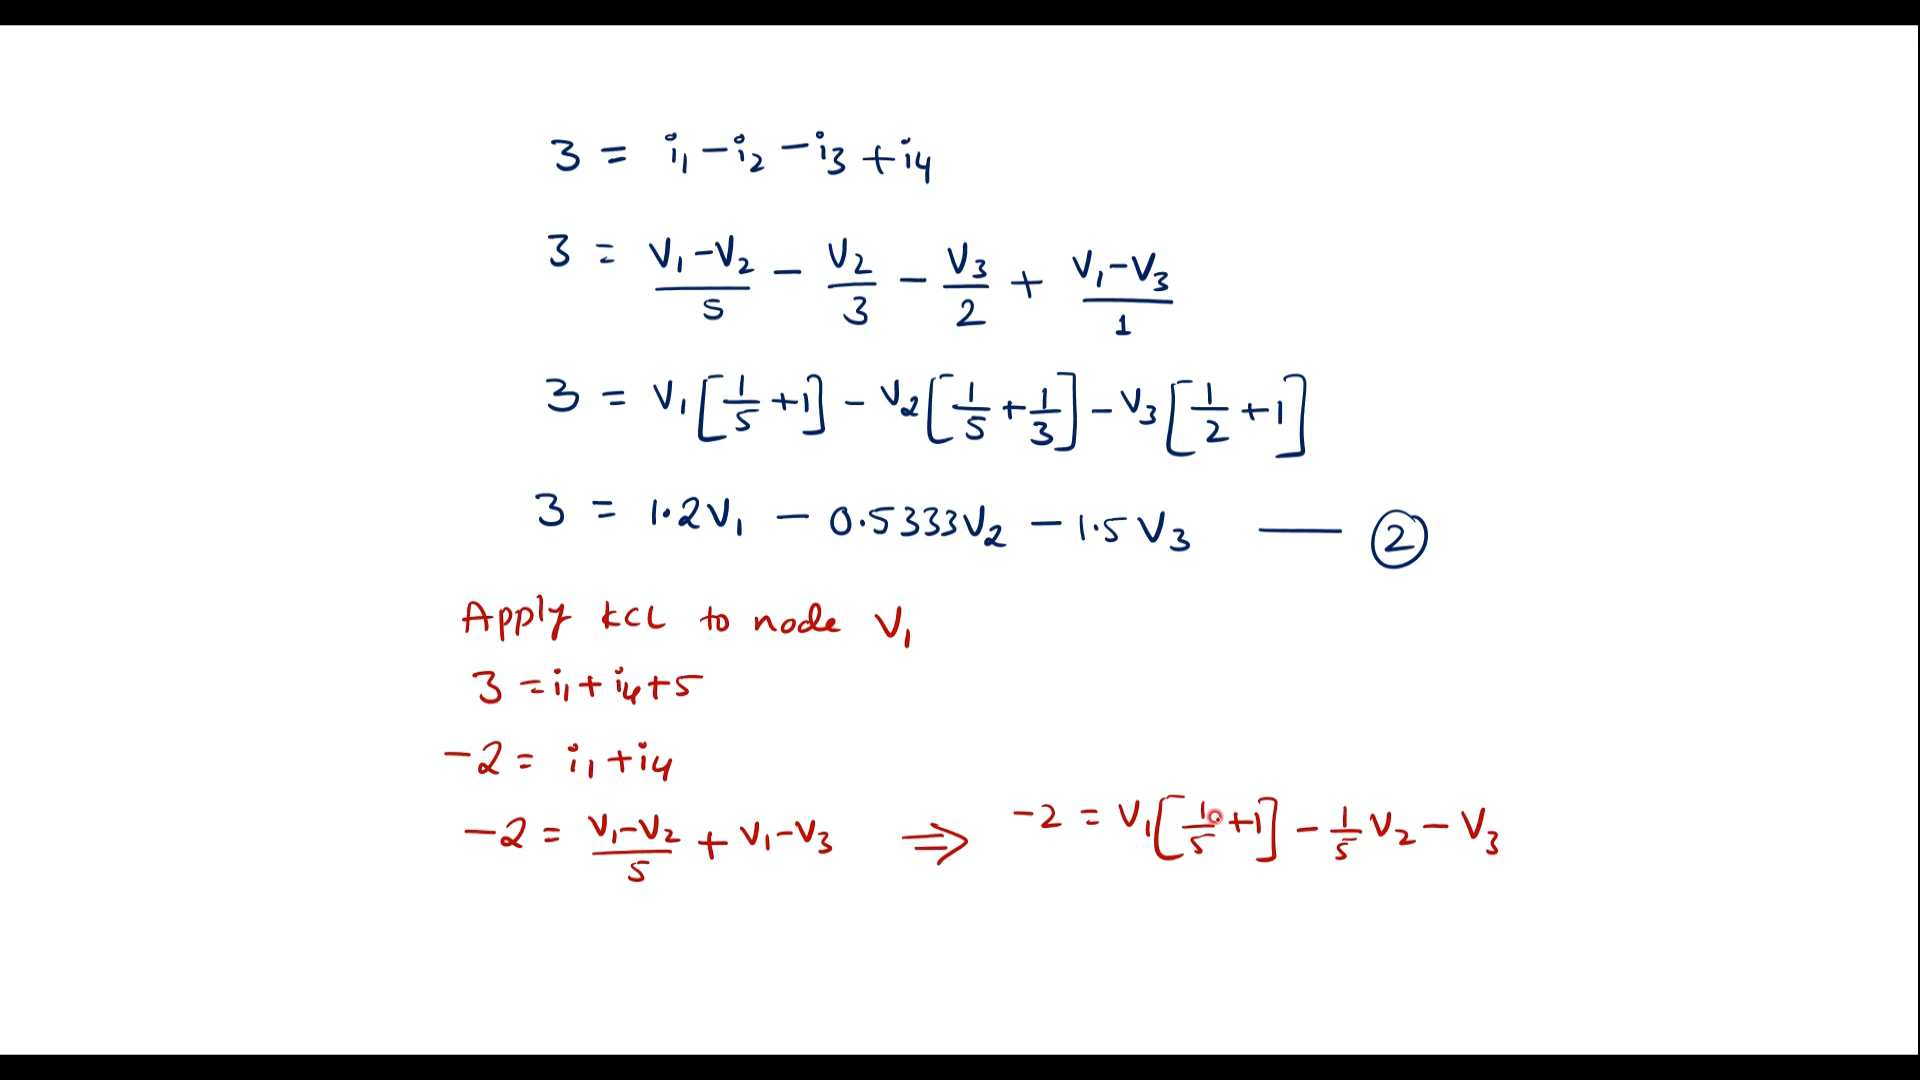 3 = i₁ - i₂ - i₃ + i₄
3 = (V₁-V₂)/5 - V₂/3 - V₃/2 + (V₁-V₃)/1
3 = V₁[1/5 + 1] - V₂[1/5 + 1/3] - V₃[1/2 + 1]
3 = 1.2V₁ - 0.5333V₂ - 1.5V₃ —— ②
Apply KCL to node V₁
3 = i₁ + i₄ + 5
-2 = i₁ + i₄
-2 = (V₁-V₂)/5 + V₁-V₃ ⇒ -2 = V₁[1/5 + 1] - 1/5 V₂ - V₃